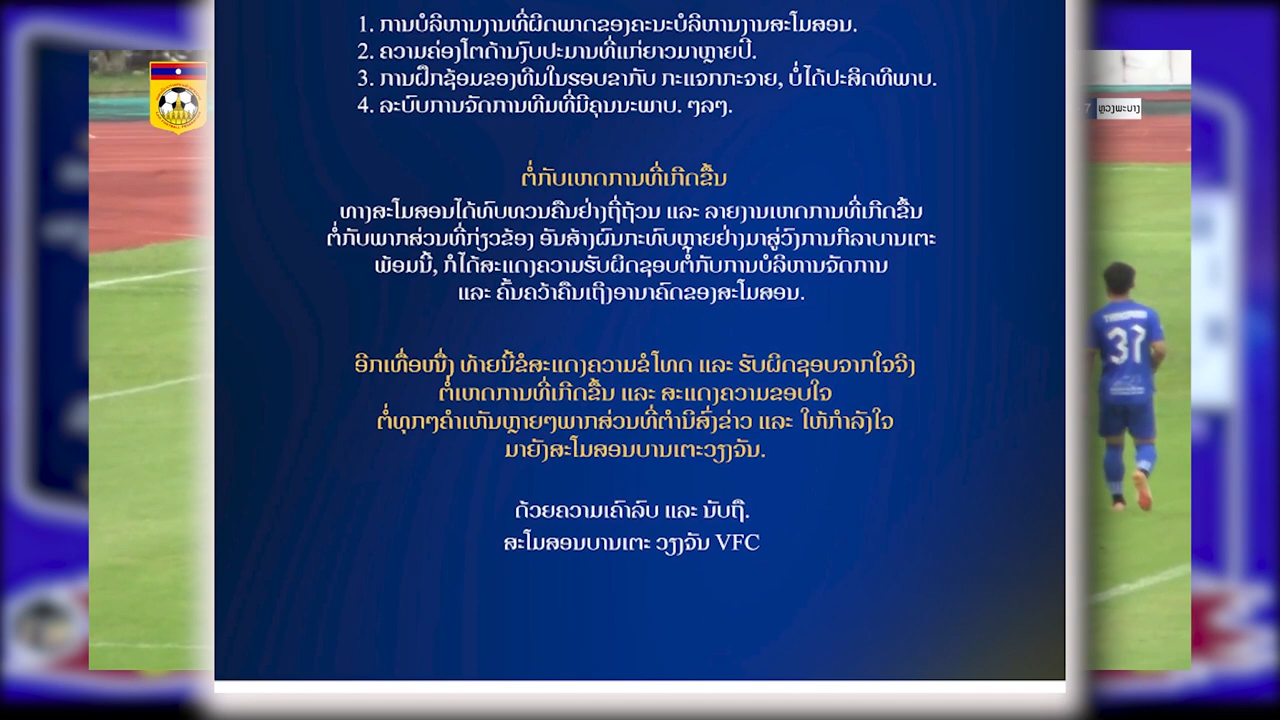 1. ການບໍລິຫານງານທີ່ຜິດພາດຂອງຄະນະບໍລິຫານງານສະໂມສອນ.
2. ຄວາມຄ່ອງໂຕດ້ານງົບປະມານທີ່ແກ່ຍາວມາຫຼາຍປີ.
3. ການຝຶກຊ້ອມຂອງທີມໃນຮອບຂາກັບ ກະແຈກກະຈາຍ, ບໍ່ໄດ້ປະສິດທິພາບ.
4. ລະບົບການຈັດການທີມທີ່ມີຄຸນນະພາບ. ໆລໆ.
7 ຫຼວງພະບາງ
ຕໍ່ກັບເຫດການທີ່ເກີດຂຶ້ນ
ທາງສະໂມສອນໄດ້ທົບທວນຄືນຢ່າງຖີ່ຖ້ວນ ແລະ ລາຍງານເຫດການທີ່ເກີດຂຶ້ນ
ຕໍ່ກັບພາກສ່ວນທີ່ກ່ຽວຂ້ອງ ອັນສ້າງຜົນກະທົບຫຼາຍຢ່າງມາສູ່ວົງການກີລາບານເຕະ
ພ້ອມນີ້, ກໍໄດ້ສະແດງຄວາມຮັບຜິດຊອບຕໍ່ກັບການບໍລິຫານຈັດການ
ແລະ ຄົ້ນຄວ້າຄືນເຖິງອານາຄົດຂອງສະໂມສອນ.
ອີກເທື່ອໜຶ່ງ ທ້າຍນີ້ຂໍສະແດງຄວາມຂໍໂທດ ແລະ ຮັບຜິດຊອບຈາກໃຈຈິງ
ຕໍ່ເຫດການທີ່ເກີດຂຶ້ນ ແລະ ສະແດງຄວາມຂອບໃຈ
ຕໍ່ທຸກໆຄຳເຫັນຫຼາຍໆພາກສ່ວນທີ່ຕຳນິສົ່ງຂ່າວ ແລະ ໃຫ້ກຳລັງໃຈ
ມາຍັງສະໂມສອນບານເຕະວຽງຈັນ.
ດ້ວຍຄວາມເຄົາລົບ ແລະ ນັບຖື.
ສະໂມສອນບານເຕະ ວຽງຈັນ VFC
37